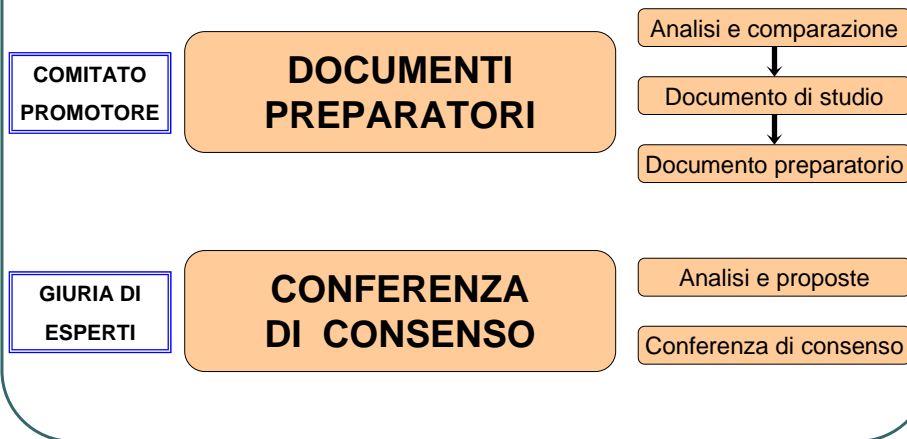 COMITATO
PROMOTORE
DOCUMENTI
PREPARATORI
Analisi e comparazione
Documento di studio
Documento preparatorio
GIURIA DI
ESPERTI
CONFERENZA
DI CONSENSO
Analisi e proposte
Conferenza di consenso